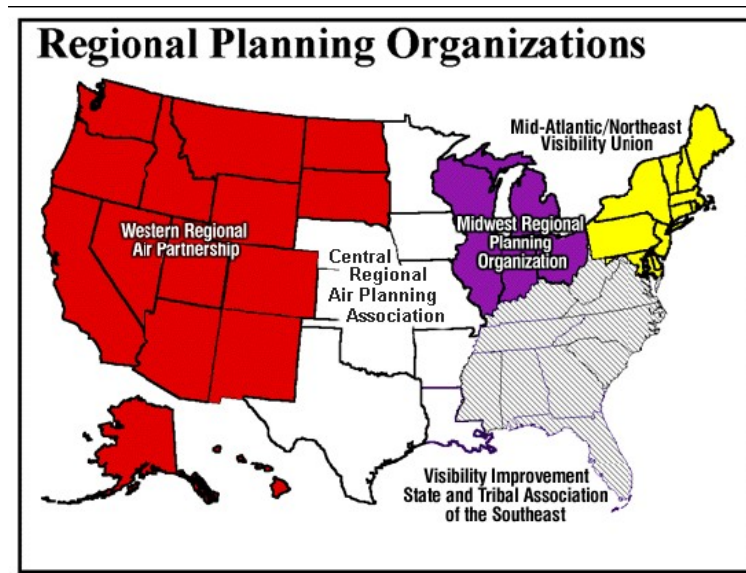 Regional Planning Organizations
Mid-Atlantic/Northeast
Visibility Union
Western Regional
Air Partnership
Midwest Regional
Planning
Organization
Central
Regional
Air Planning
Association
Visibility Improvement
State and Tribal Association
of the Southeast